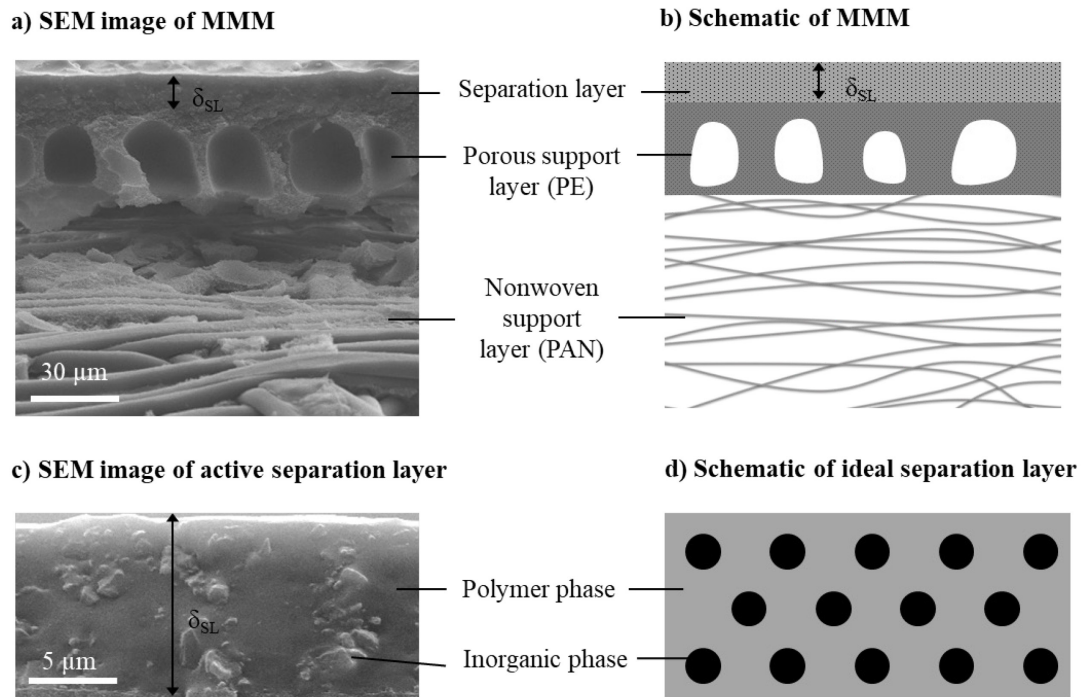 a) SEM image of MMM
b) Schematic of MMM
δSL
Separation layer
δSL
Porous support
layer (PE)
Nonwoven
support
layer (PAN)
30 µm
c) SEM image of active separation layer
d) Schematic of ideal separation layer
δSL
Polymer phase
Inorganic phase
5 µm